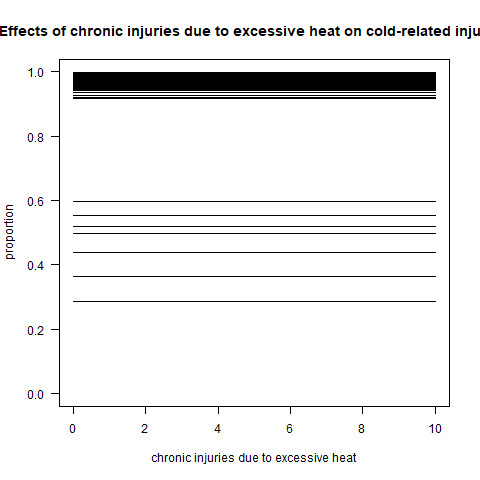 Effects of chronic injuries due to excessive heat on cold-related inju
1.0
0.8
0.6
0.4
0.2
0.0
proportion
0 2 4 6 8 10
chronic injuries due to excessive heat